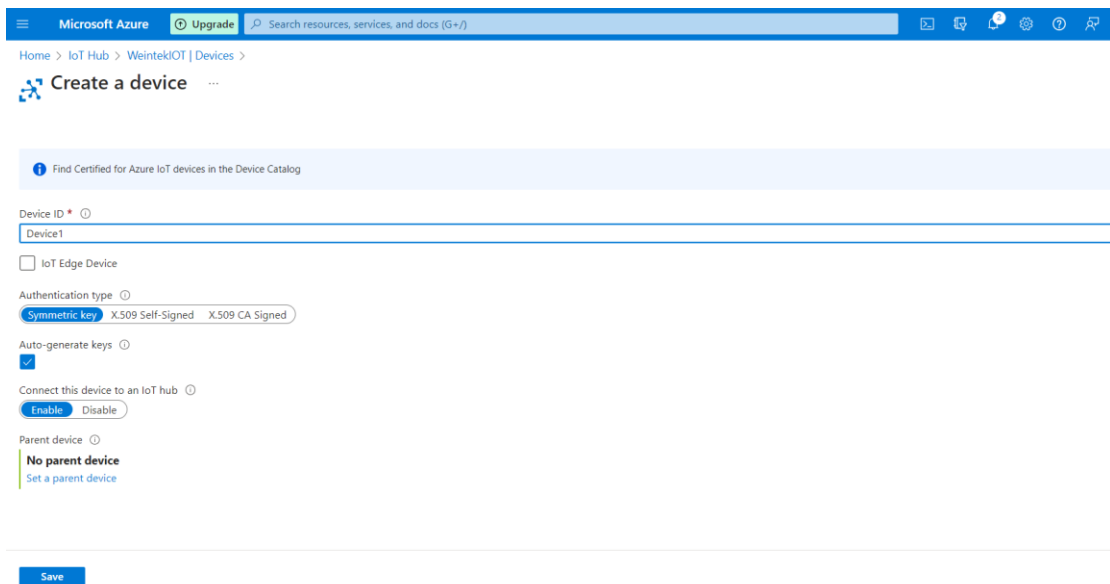 Microsoft Azure Upgrade Search resources, services, and docs (G+/) 2
Home > IoT Hub > WeintekIOT | Devices >
Create a device ...
Find Certified for Azure IoT devices in the Device Catalog
Device ID *
Device1
IoT Edge Device
Authentication type
Symmetric key X.509 Self-Signed X.509 CA Signed
Auto-generate keys
Connect this device to an IoT hub
Enable Disable
Parent device
No parent device
Set a parent device
Save